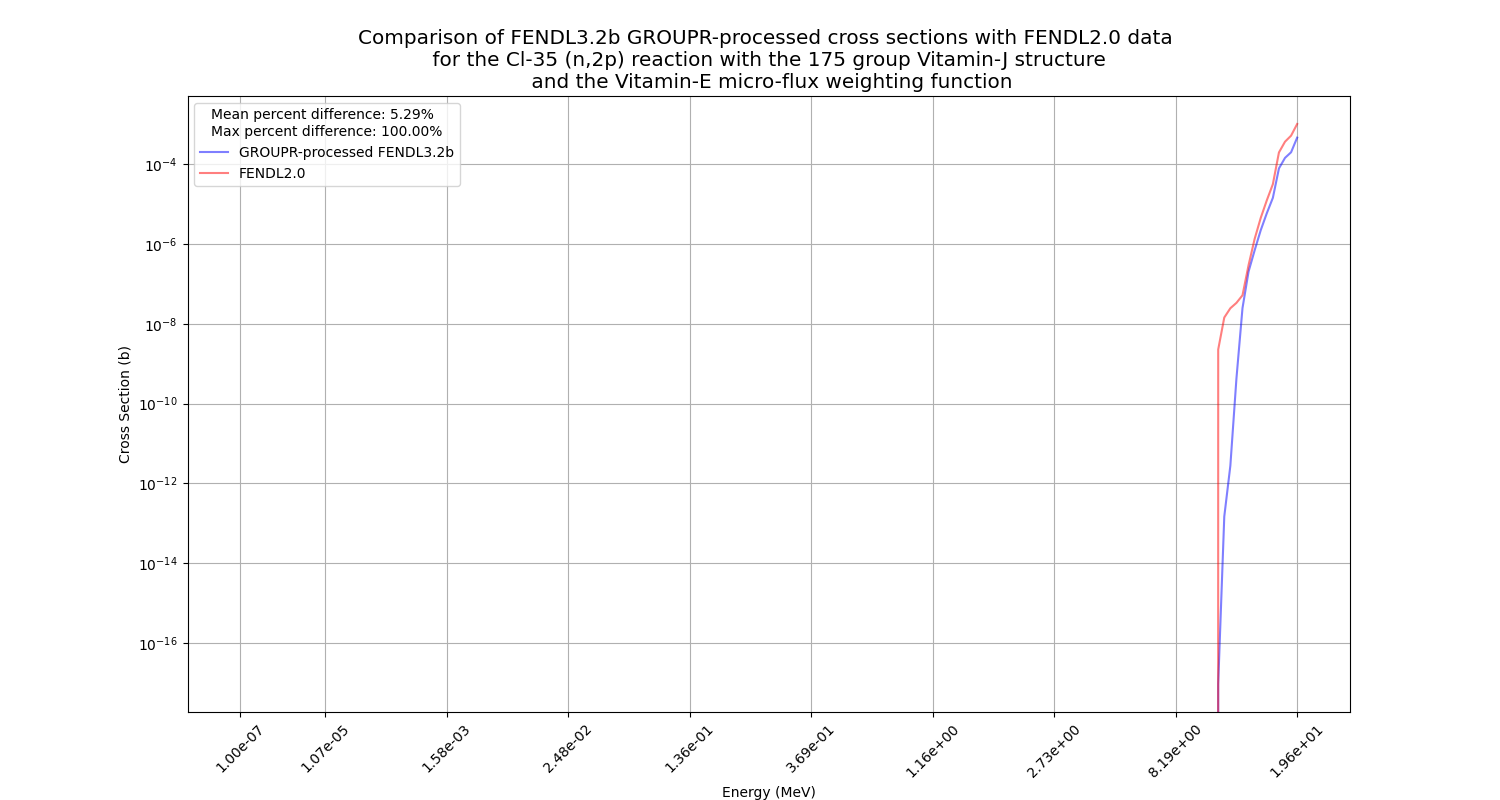 Comparison of FENDL3.2b GROUPR-processed cross sections with FENDL2.0 data
for the Cl-35 (n,2p) reaction with the 175 group Vitamin-J structure
and the Vitamin-E micro-flux weighting function
Mean percent difference: 5.29%
Max percent difference: 100.00%
GROUPR-processed FENDL3.2b
FENDL2.0
Cross Section (b)
10⁻⁴
10⁻⁶
10⁻⁸
10⁻¹⁰
10⁻¹²
10⁻¹⁴
10⁻¹⁶
1.00e-07
1.07e-05
1.58e-03
2.48e-02
1.36e-01
3.69e-01
1.16e+00
2.73e+00
8.19e+00
1.96e+01
Energy (MeV)